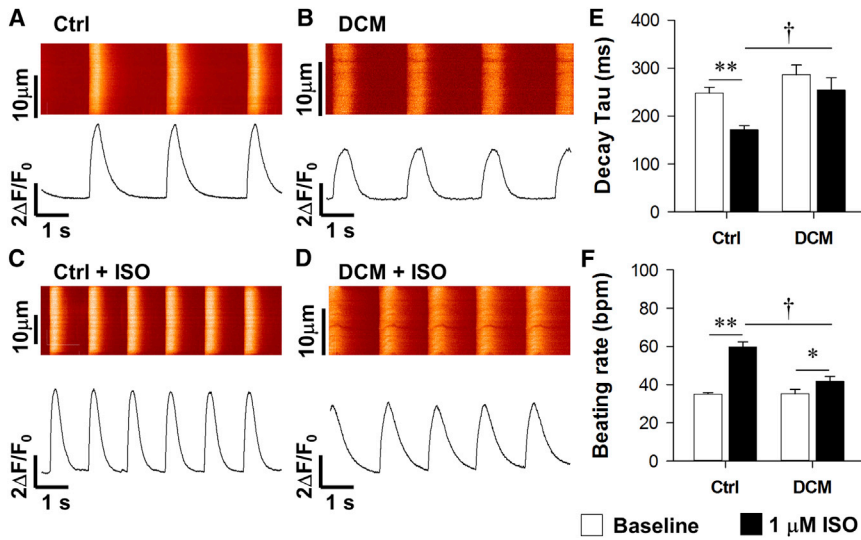 A Ctrl
10μm
2ΔF/F0
1 s
B DCM
10μm
2ΔF/F0
1 s
C Ctrl + ISO
10μm
2ΔF/F0
1 s
D DCM + ISO
10μm
2ΔF/F0
1 s
E
Decay Tau (ms)
400
300
200
100
0
**
†
Ctrl DCM
F
Beating rate (bpm)
100
80
60
40
20
0
**
†
*
Ctrl DCM
Baseline 1 μM ISO